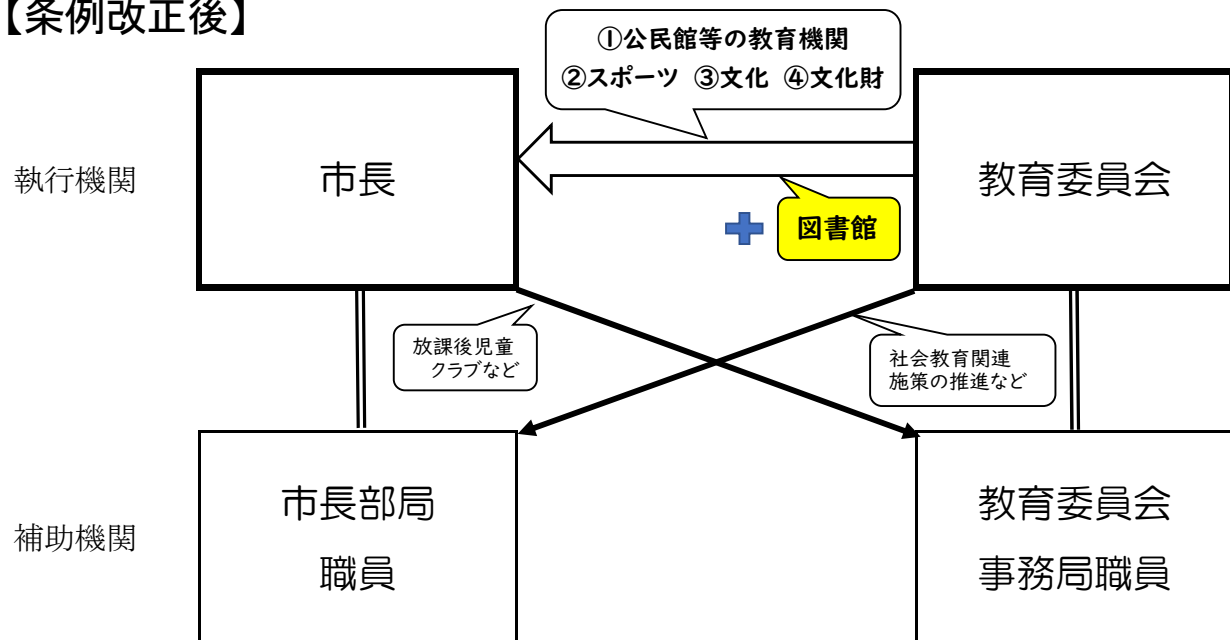 【条例改正後】
①公民館等の教育機関
②スポーツ ③文化 ④文化財
執行機関
市長
教育委員会
図書館
放課後児童
クラブなど
社会教育関連
施策の推進など
補助機関
市長部局
職員
教育委員会
事務局職員